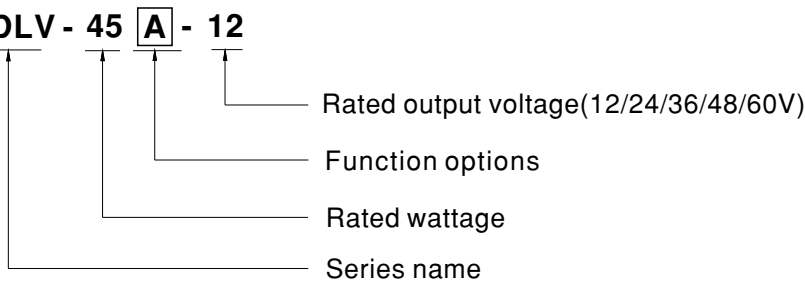 LV - 45 A - 12
Rated output voltage(12/24/36/48/60V)
Function options
Rated wattage
Series name